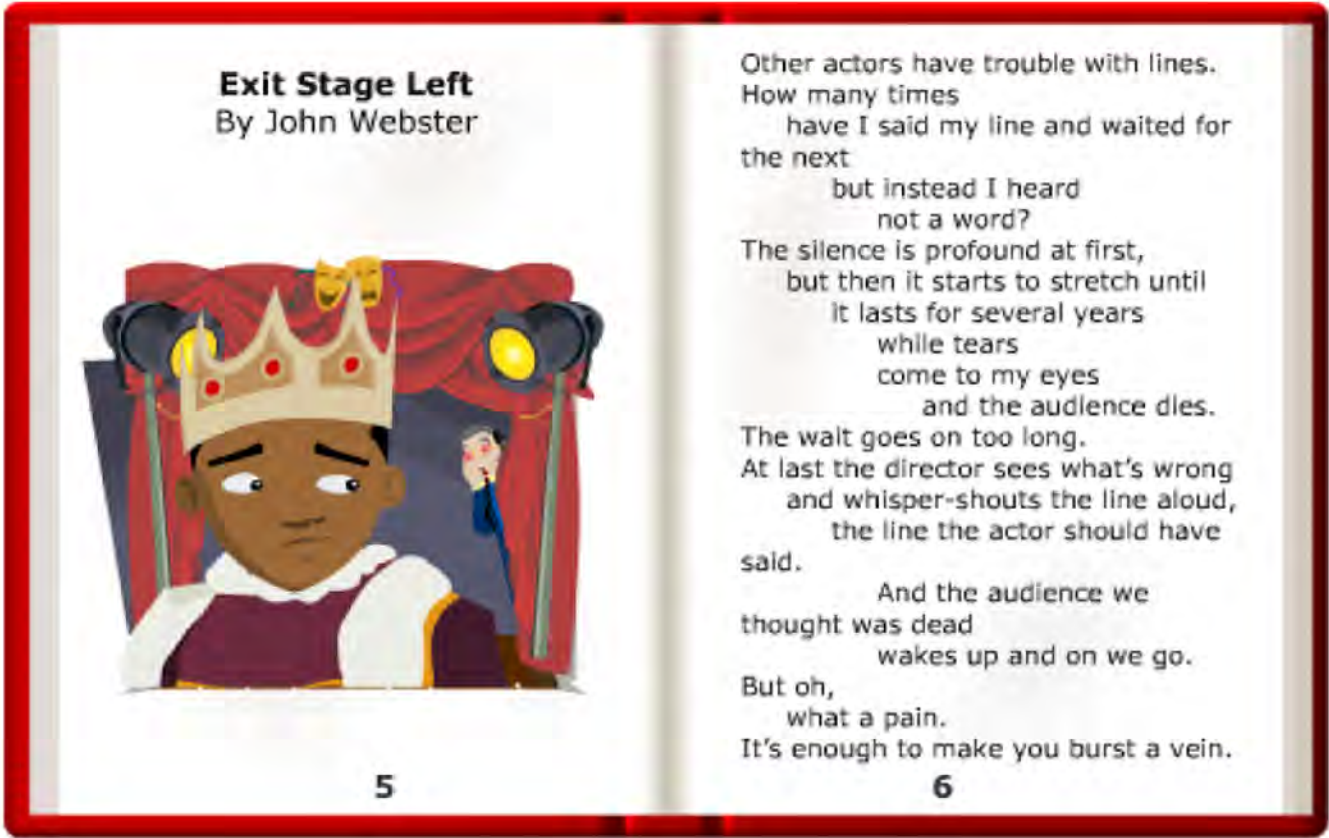 Exit Stage Left
By John Webster
5
Other actors have trouble with lines.
How many times
have I said my line and waited for
the next
but instead I heard
not a word?
The silence is profound at first,
but then it starts to stretch until
it lasts for several years
while tears
come to my eyes
and the audience dies.
The wait goes on too long.
At last the director sees what's wrong
and whisper-shouts the line aloud,
the line the actor should have
said.
And the audience we
thought was dead
wakes up and on we go.
But oh,
what a pain.
It's enough to make you burst a vein.
6